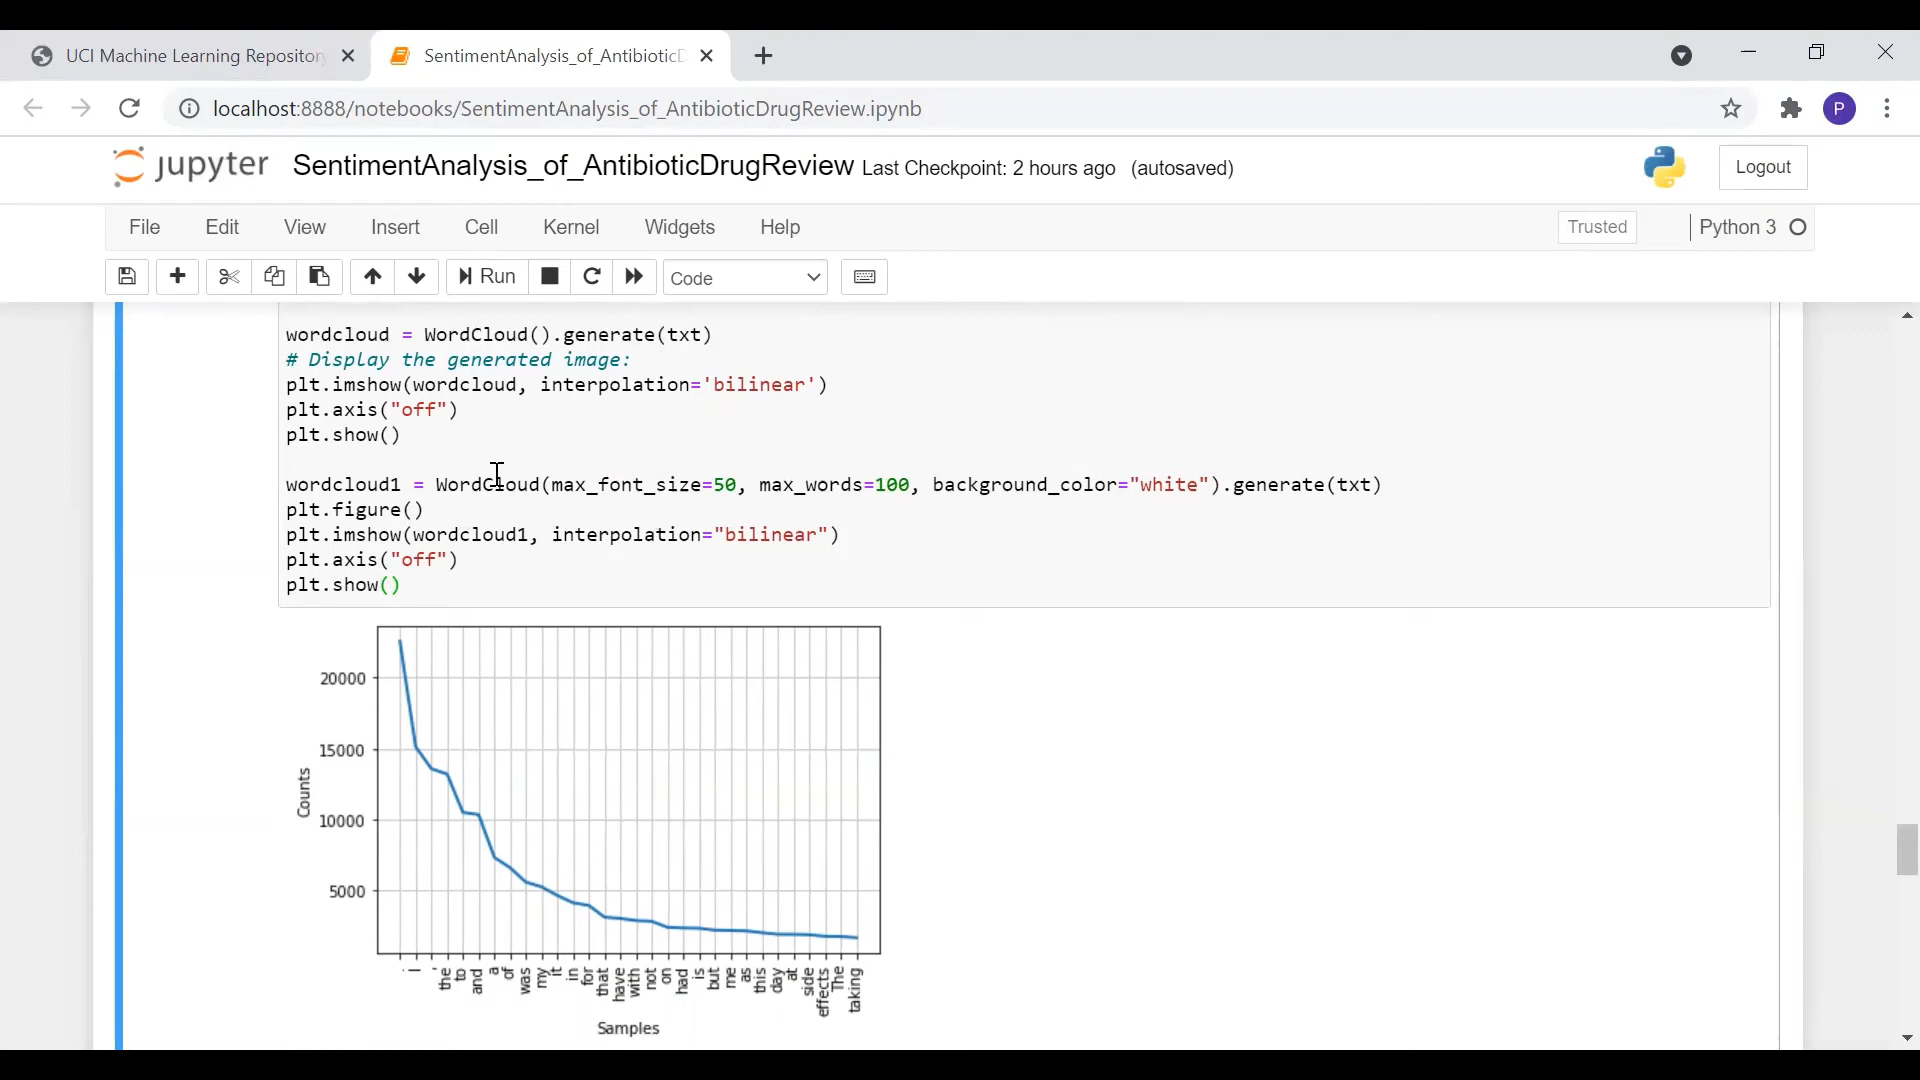 UCI Machine Learning Repository
SentimentAnalysis_of_AntibioticD
localhost:8888/notebooks/SentimentAnalysis_of_AntibioticDrugReview.ipynb
P
jupyter SentimentAnalysis_of_AntibioticDrugReview Last Checkpoint: 2 hours ago (autosaved)
Logout
File Edit View Insert Cell Kernel Widgets Help
Trusted
Python 3
Run
Code
wordcloud = WordCloud().generate(txt)
# Display the generated image:
plt.imshow(wordcloud, interpolation='bilinear')
plt.axis("off")
plt.show()
wordcloud1 = WordCloud(max_font_size=50, max_words=100, background_color="white").generate(txt)
plt.figure()
plt.imshow(wordcloud1, interpolation="bilinear")
plt.axis("off")
plt.show()
20000
15000
10000
5000
Counts
. I , the to and a of was my it in for that have with not on had is but me as this day at side effects The taking
Samples